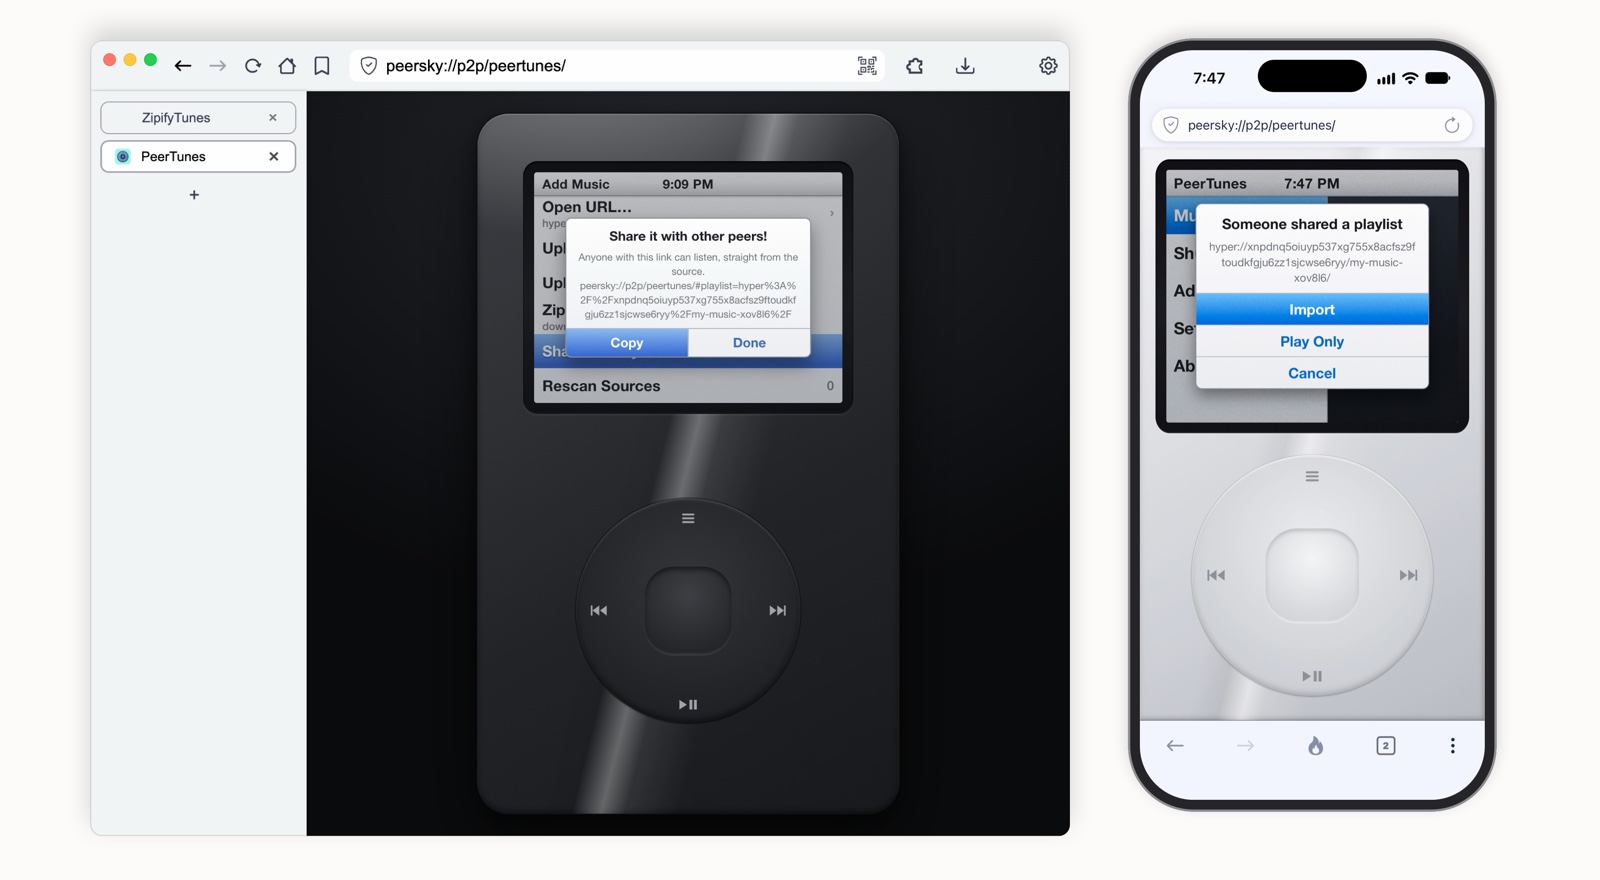 peersky://p2p/peertunes/
ZipifyTunes
PeerTunes
Add Music 9:09 PM
Open URL...
hype
Upl
Upl
Zip
dow
Sha
Rescan Sources 0
Share it with other peers!
Anyone with this link can listen, straight from the
source.
peersky://p2p/peertunes/#playlist=hyper%3A%
2F%2Fxnpdnq5oiuyp537xg755x8acfsz9ftoudkf
gju6zz1sjcwse6ryy%2Fmy-music-xov8l6%2F
Copy Done
7:47
peersky://p2p/peertunes/
PeerTunes 7:47 PM
Mu
Sh
Ad
Se
Ab
Someone shared a playlist
hyper://xnpdnq5oiuyp537xg755x8acfsz9f
toudkfgju6zz1sjcwse6ryy/my-music-
xov8l6/
Import
Play Only
Cancel
2